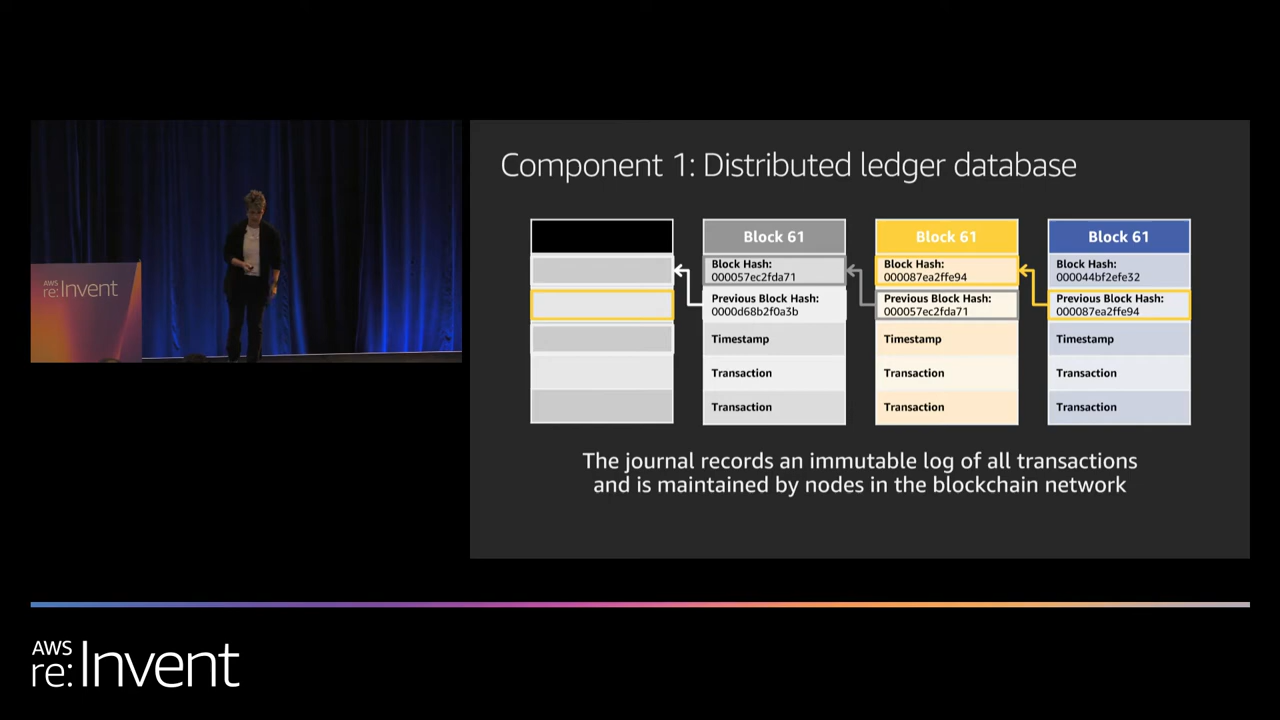 Component 1: Distributed ledger database
Block 61
Block Hash:
000057ec2fda71
Previous Block Hash:
0000d68b2f0a3b
Timestamp
Transaction
Transaction
Block 61
Block Hash:
000087ea2ffe94
Previous Block Hash:
000057ec2fda71
Timestamp
Transaction
Transaction
Block 61
Block Hash:
000044bf2efe32
Previous Block Hash:
000087ea2ffe94
Timestamp
Transaction
Transaction
The journal records an immutable log of all transactions
and is maintained by nodes in the blockchain network
AWS
re:Invent
AWS
re:Invent